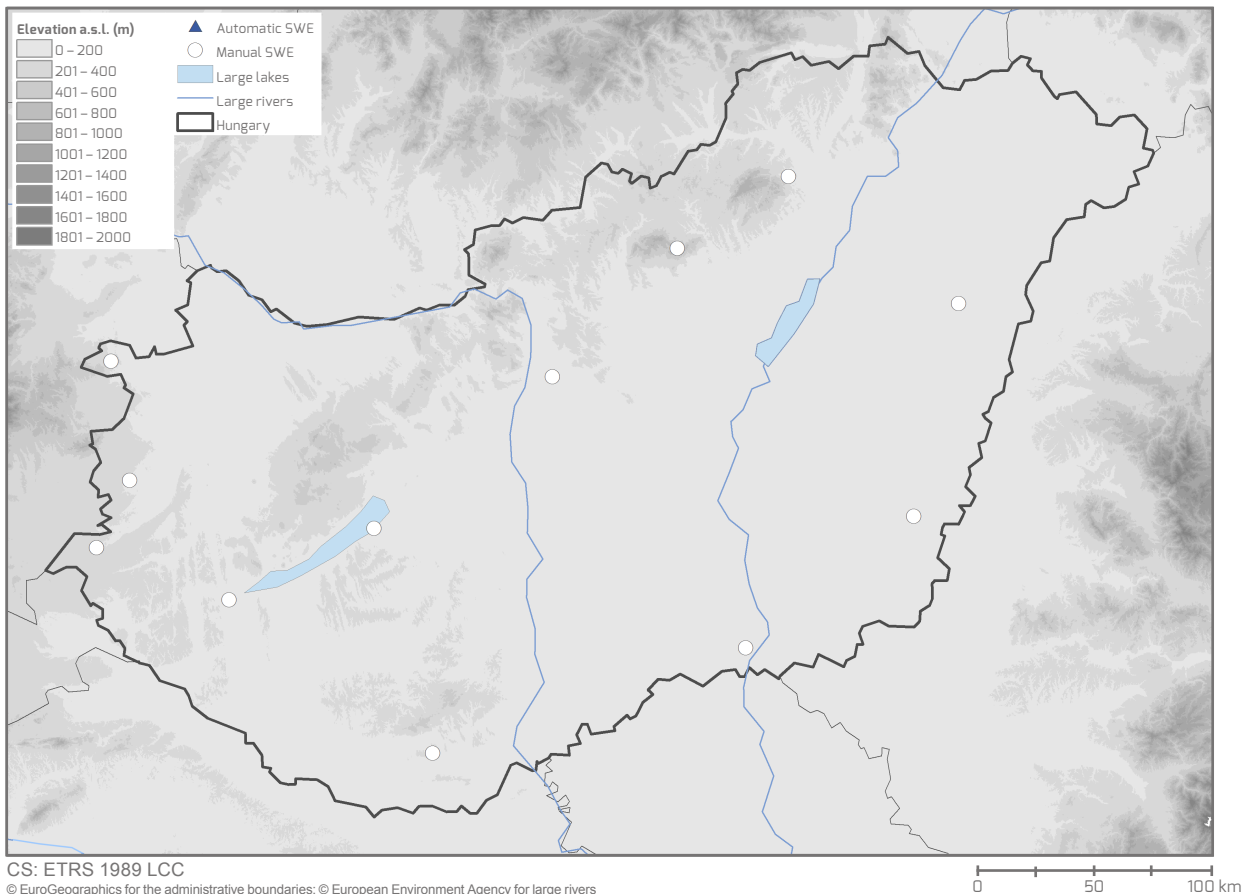 Elevation a.s.l. (m)
0 – 200
201 – 400
401 – 600
601 – 800
801 – 1000
1001 – 1200
1201 – 1400
1401 – 1600
1601 – 1800
1801 – 2000
Automatic SWE
Manual SWE
Large lakes
Large rivers
Hungary
CS: ETRS 1989 LCC
© EuroGeographics for the administrative boundaries; © European Environment Agency for large rivers
0 50 100 km